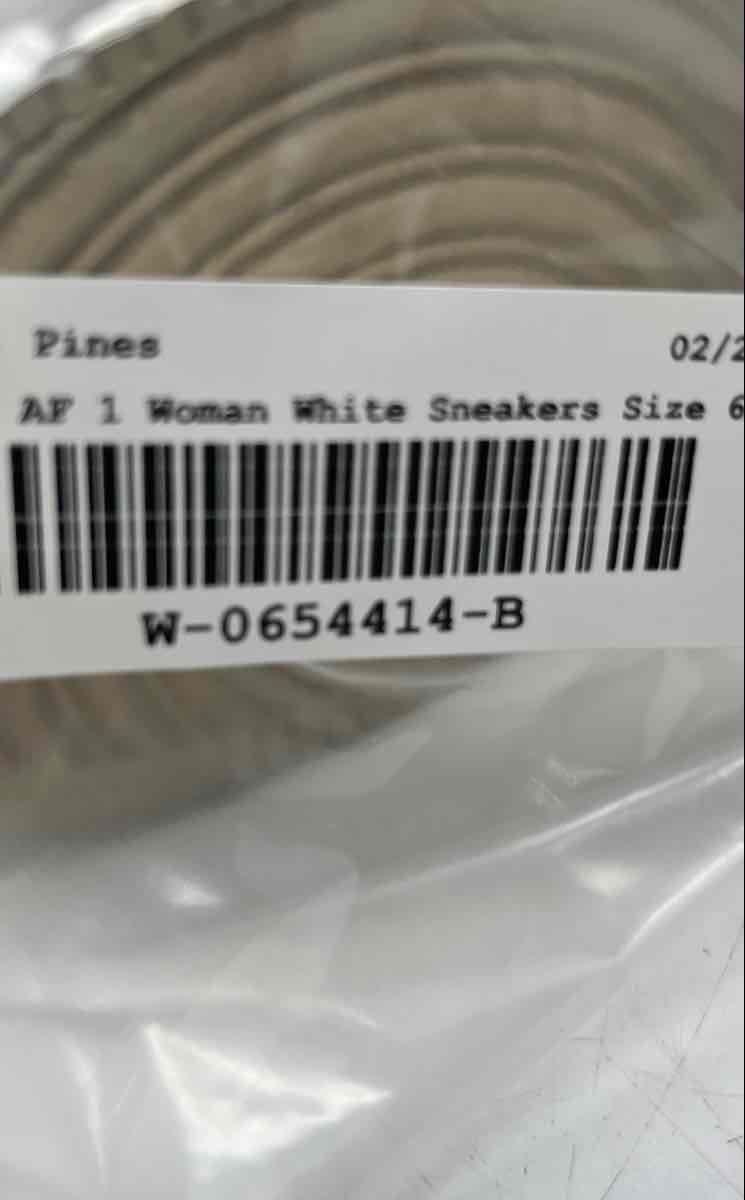 Pines 02/2
AF 1 Woman White Sneakers Size 6
W-0654414-B